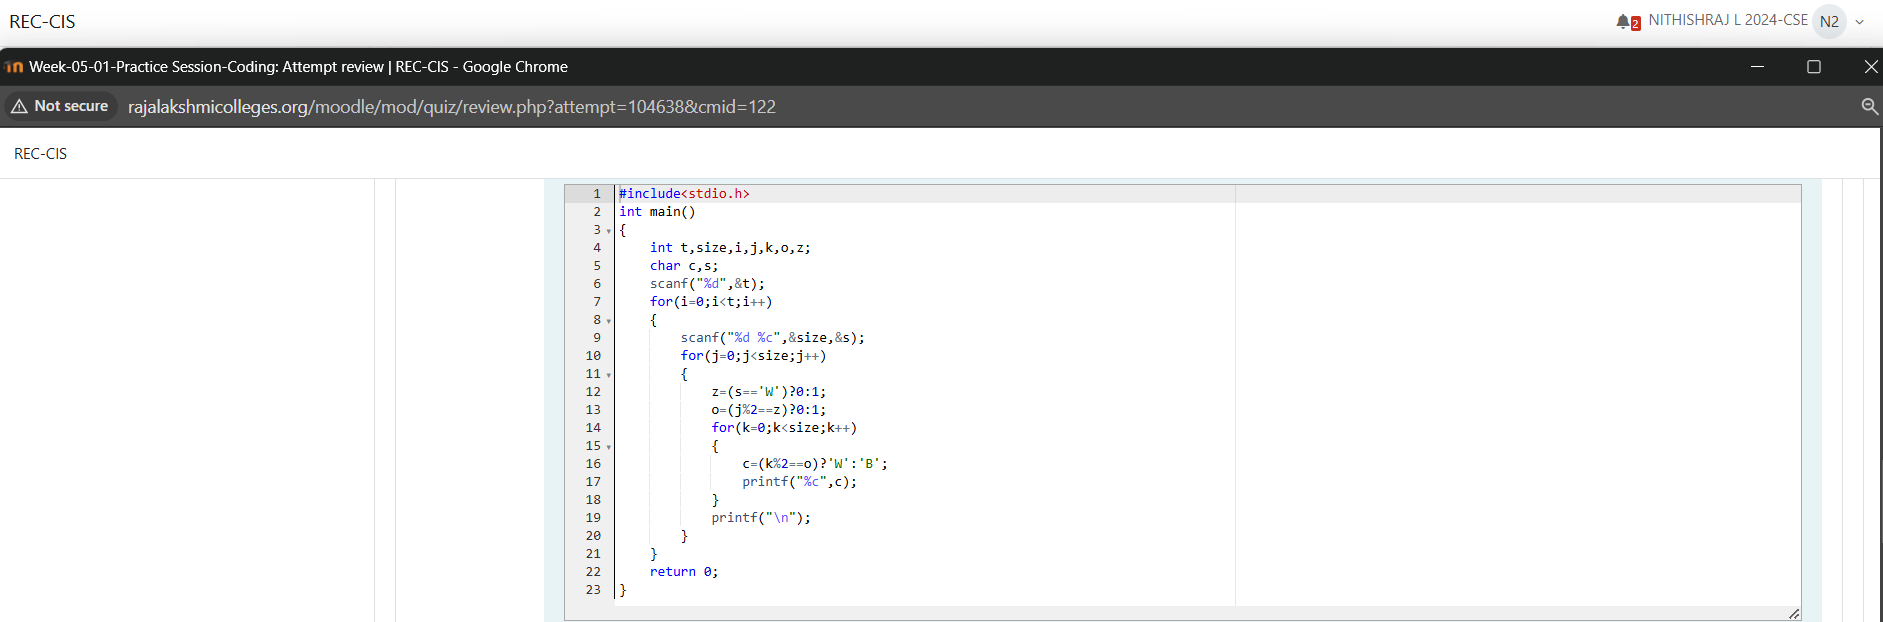 REC-CIS
2 NITHISHRAJ L 2024-CSE N2
Week-05-01-Practice Session-Coding: Attempt review | REC-CIS - Google Chrome
Not secure rajalakshmicolleges.org/moodle/mod/quiz/review.php?attempt=104638&cmid=122
REC-CIS
1 #include<stdio.h>
2 int main()
3 {
4 int t,size,i,j,k,o,z;
5 char c,s;
6 scanf("%d",&t);
7 for(i=0;i<t;i++)
8 {
9 scanf("%d %c",&size,&s);
10 for(j=0;j<size;j++)
11 {
12 z=(s=='W')?0:1;
13 o=(j%2==z)?0:1;
14 for(k=0;k<size;k++)
15 {
16 c=(k%2==o)?'W':'B';
17 printf("%c",c);
18 }
19 printf("\n");
20 }
21 }
22 return 0;
23 }